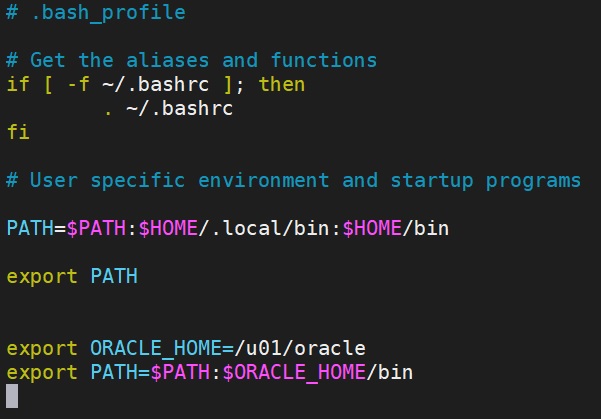 # .bash_profile
# Get the aliases and functions
if [ -f ~/.bashrc ]; then
        . ~/.bashrc
fi
# User specific environment and startup programs
PATH=$PATH:$HOME/.local/bin:$HOME/bin
export PATH
export ORACLE_HOME=/u01/oracle
export PATH=$PATH:$ORACLE_HOME/bin